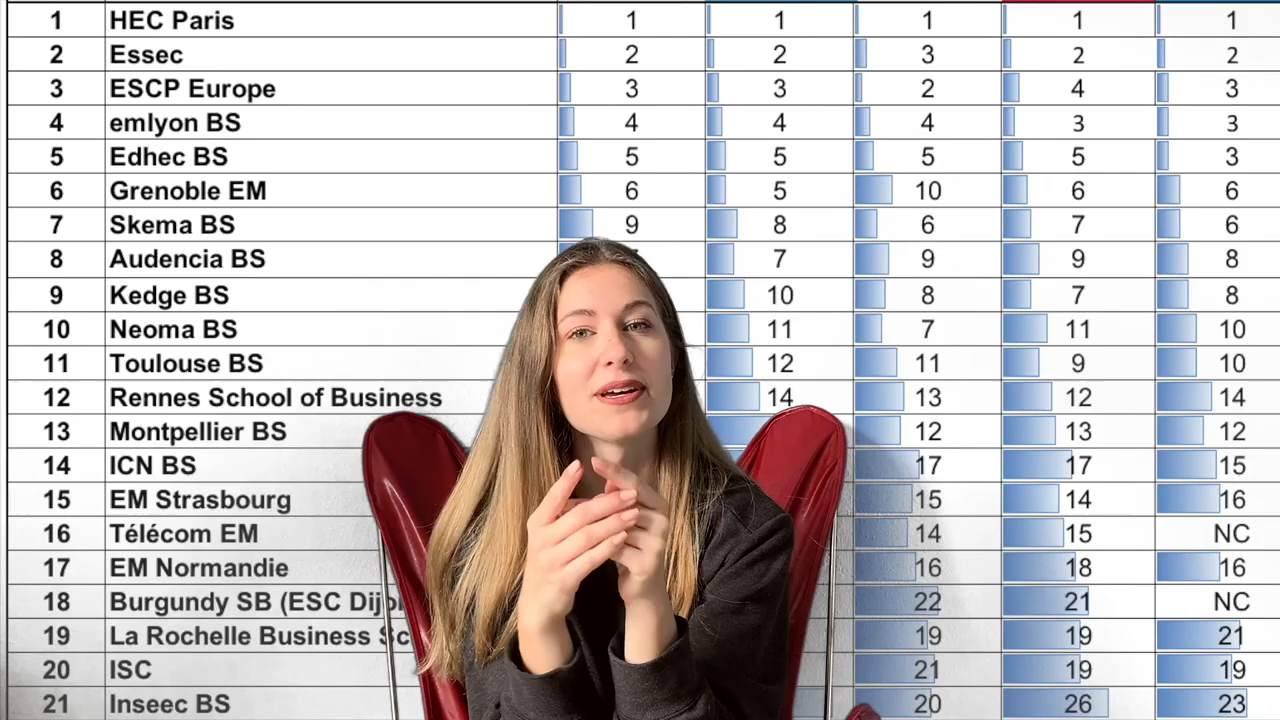 1 HEC Paris 1 1 1 1 1
2 Essec 2 2 3 2 2
3 ESCP Europe 3 3 2 4 3
4 emlyon BS 4 4 4 3 3
5 Edhec BS 5 5 5 5 3
6 Grenoble EM 6 5 10 6 6
7 Skema BS 9 8 6 7 6
8 Audencia BS 7 9 9 8
9 Kedge BS 10 8 7 8
10 Neoma BS 11 7 11 10
11 Toulouse BS 12 11 9 10
12 Rennes School of Business 14 13 12 14
13 Montpellier BS 12 13 12
14 ICN BS 17 17 15
15 EM Strasbourg 15 14 16
16 Télécom EM 14 15 NC
17 EM Normandie 16 18 16
18 Burgundy SB (ESC Dijon 22 21 NC
19 La Rochelle Business Sc 19 19 21
20 ISC 21 19 19
21 Inseec BS 20 26 23